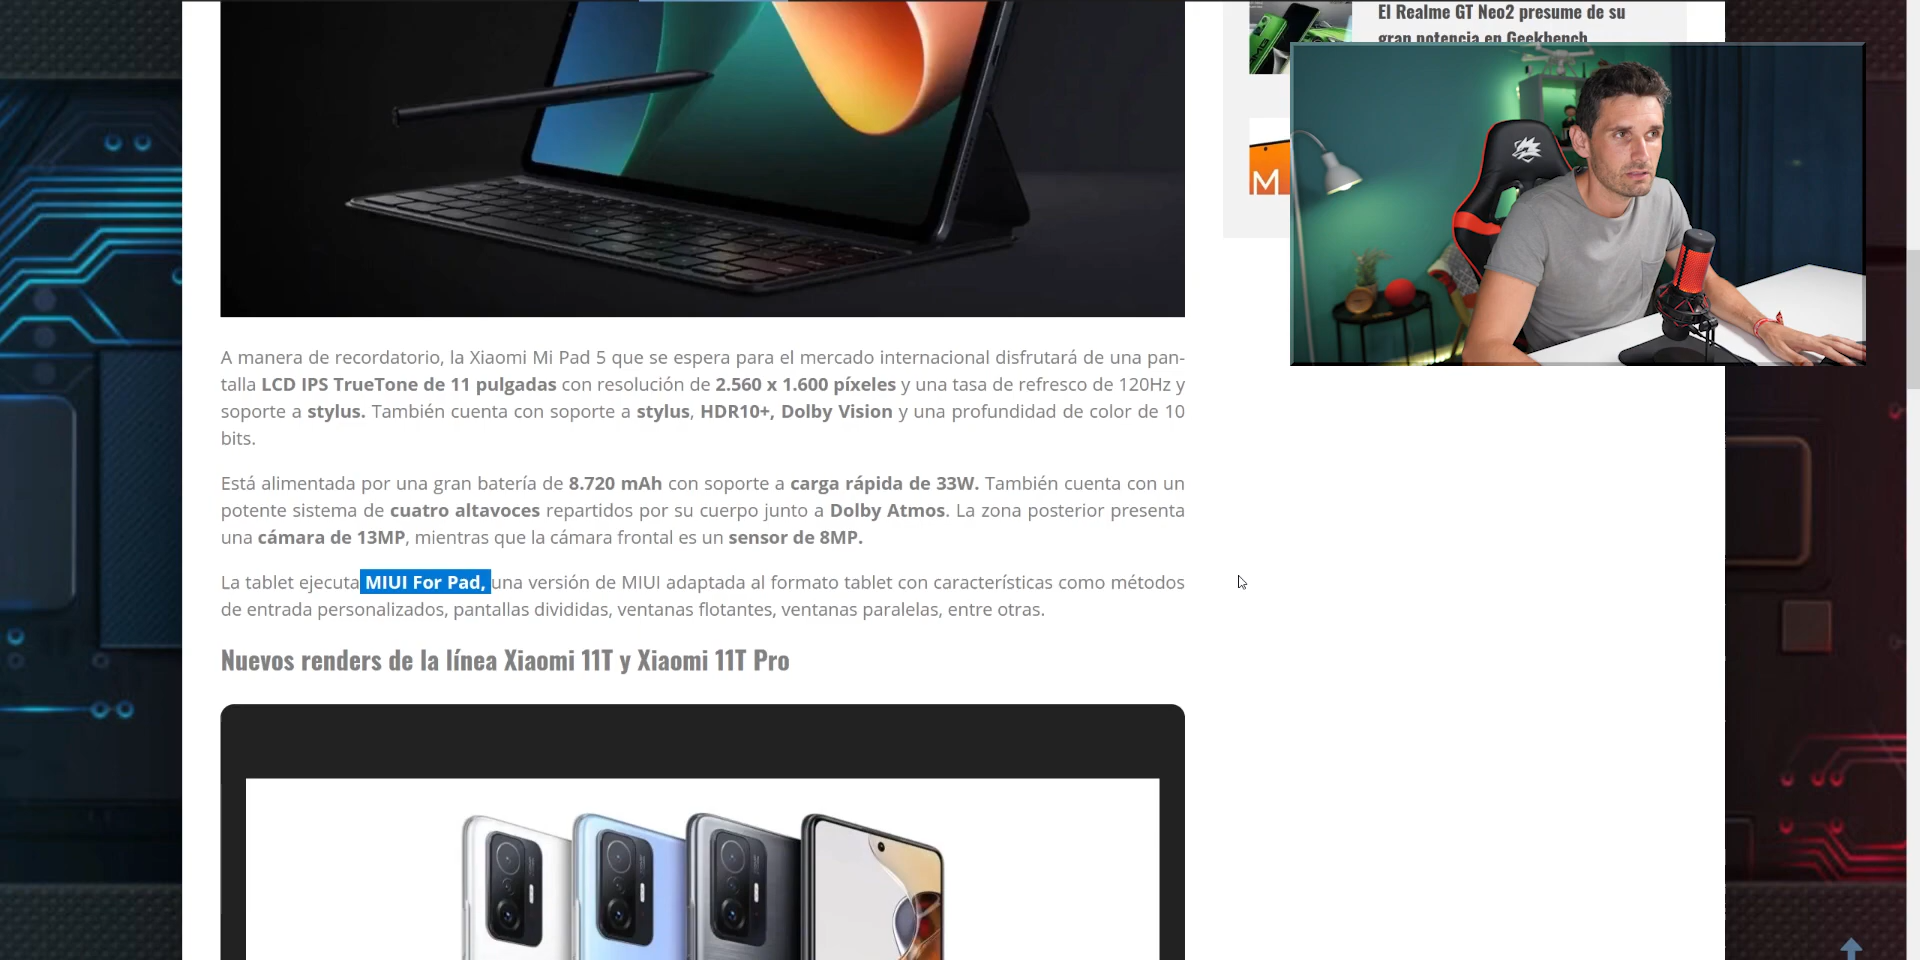 El Realme GT Neo2 presume de su
gran potencia en Geekbench
M
A manera de recordatorio, la Xiaomi Mi Pad 5 que se espera para el mercado internacional disfrutará de una pan-
talla LCD IPS TrueTone de 11 pulgadas con resolución de 2.560 x 1.600 píxeles y una tasa de refresco de 120Hz y
soporte a stylus. También cuenta con soporte a stylus, HDR10+, Dolby Vision y una profundidad de color de 10
bits.
Está alimentada por una gran batería de 8.720 mAh con soporte a carga rápida de 33W. También cuenta con un
potente sistema de cuatro altavoces repartidos por su cuerpo junto a Dolby Atmos. La zona posterior presenta
una cámara de 13MP, mientras que la cámara frontal es un sensor de 8MP.
La tablet ejecuta MIUI For Pad, una versión de MIUI adaptada al formato tablet con características como métodos
de entrada personalizados, pantallas divididas, ventanas flotantes, ventanas paralelas, entre otras.
Nuevos renders de la línea Xiaomi 11T y Xiaomi 11T Pro